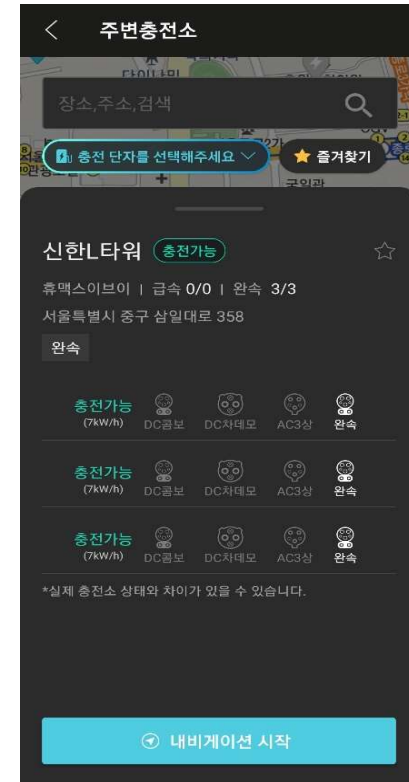 주변충전소
장소,주소,검색
충전 단자를 선택해주세요
즐겨찾기
국일관
신한L타워 충전가능
휴맥스이브이 | 급속 0/0 | 완속 3/3
서울특별시 중구 삼일대로 358
완속
충전가능
(7kW/h) DC콤보 DC차데모 AC3상 완속
충전가능
(7kW/h) DC콤보 DC차데모 AC3상 완속
충전가능
(7kW/h) DC콤보 DC차데모 AC3상 완속
*실제 충전소 상태와 차이가 있을 수 있습니다.
내비게이션 시작